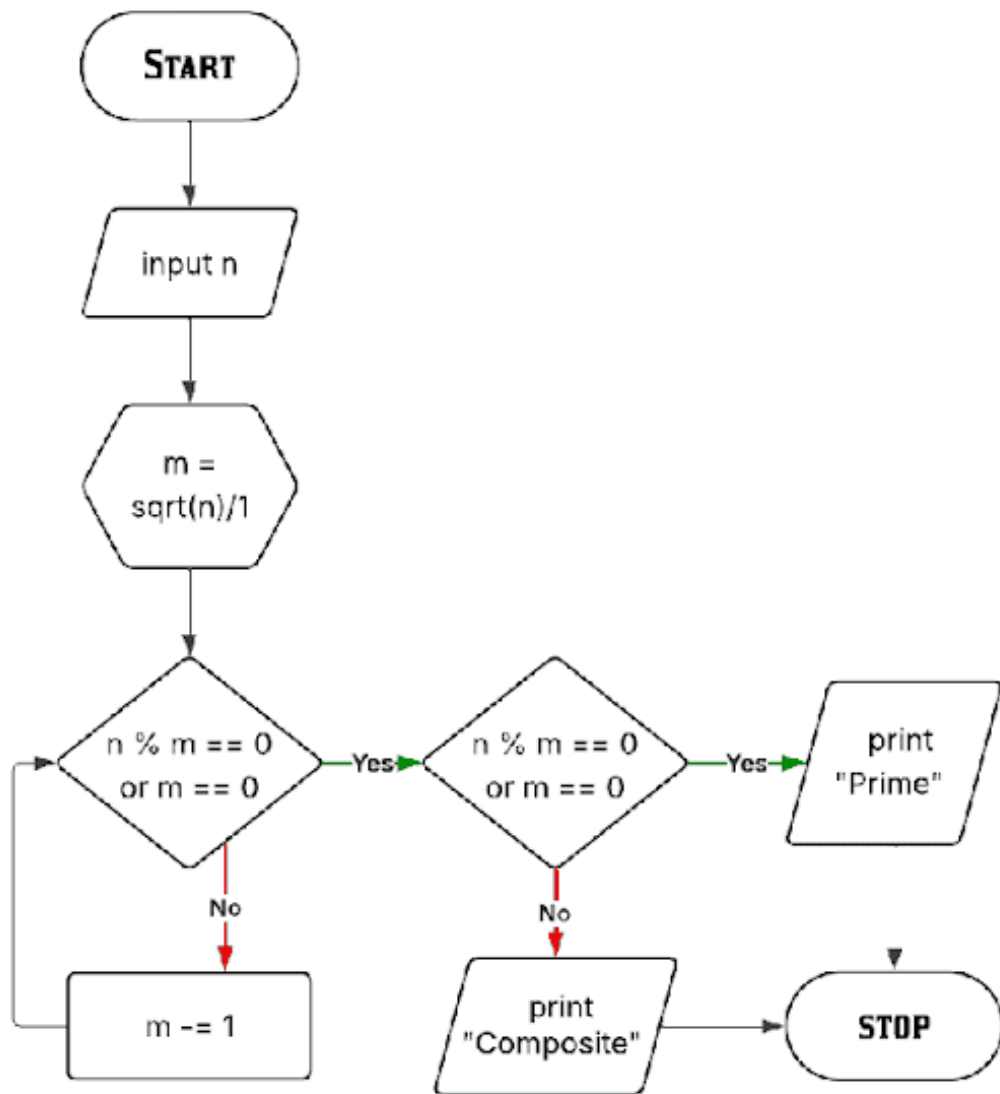 START
input n
m =
sqrt(n)/1
n % m == 0
or m == 0
Yes
n % m == 0
or m == 0
Yes
print
"Prime"
No
No
m -= 1
print
"Composite"
STOP